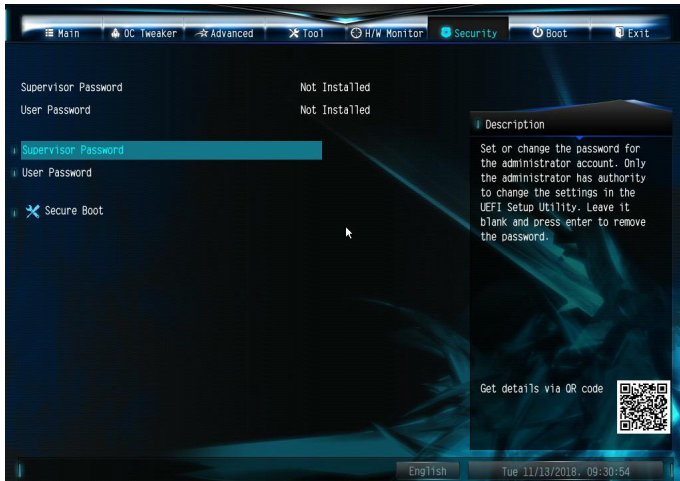 Main OC Tweaker Advanced Tool H/W Monitor Security Boot Exit
Supervisor Password Not Installed
User Password Not Installed
Supervisor Password
User Password
Secure Boot
Description
Set or change the password for
the administrator account. Only
the administrator has authority
to change the settings in the
UEFI Setup Utility. Leave it
blank and press enter to remove
the password.
Get details via QR code
English Tue 11/13/2018. 09:30:54